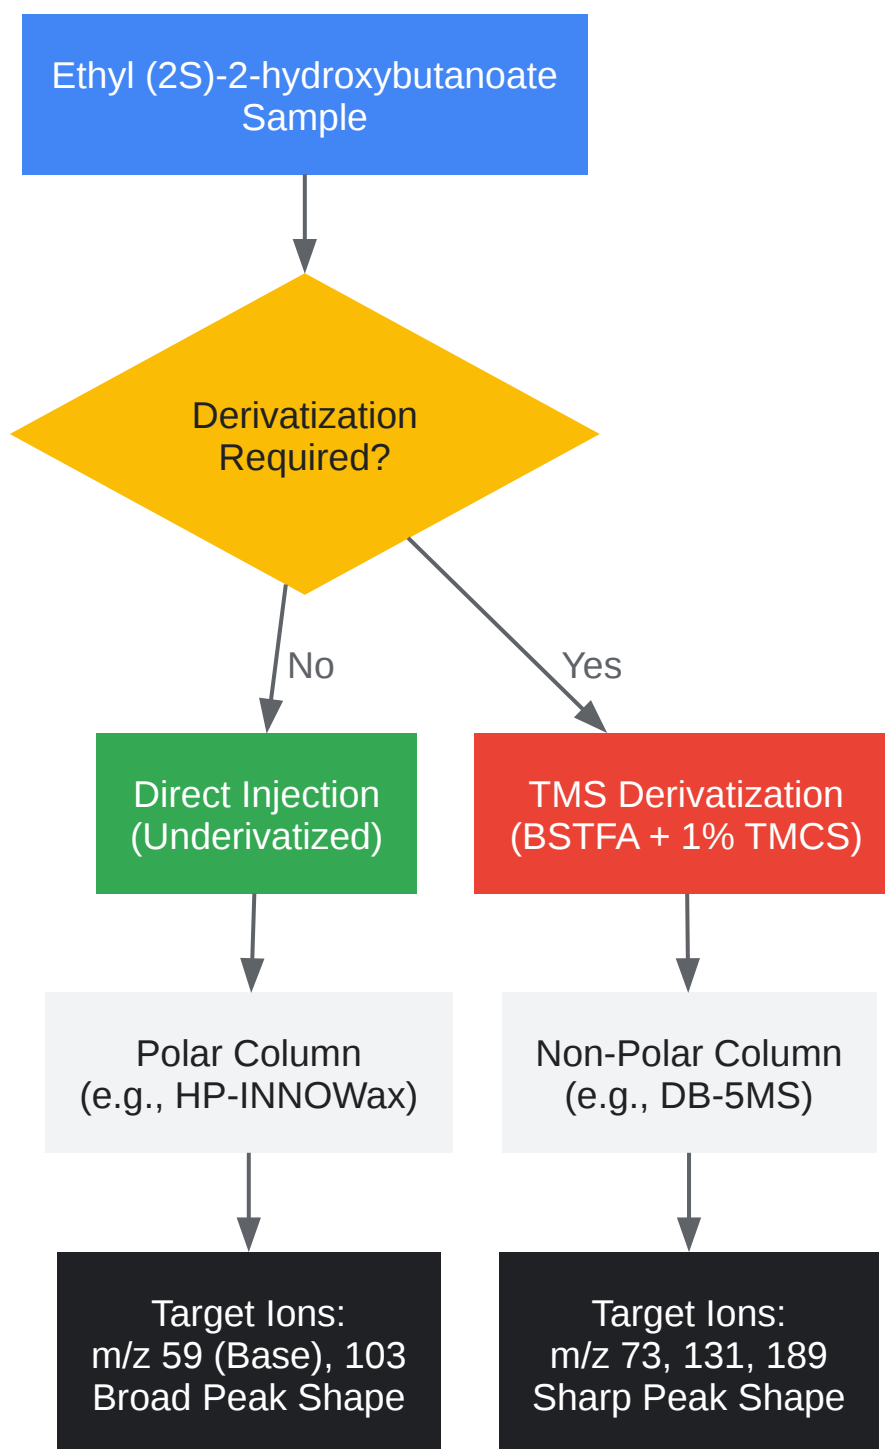 Ethyl (2S)-2-hydroxybutanoate
Sample
Derivatization
Required?
No
Yes
Direct Injection
(Underivatized)
TMS Derivatization
(BSTFA + 1% TMCS)
Polar Column
(e.g., HP-INNOWax)
Non-Polar Column
(e.g., DB-5MS)
Target Ions:
m/z 59 (Base), 103
Broad Peak Shape
Target Ions:
m/z 73, 131, 189
Sharp Peak Shape